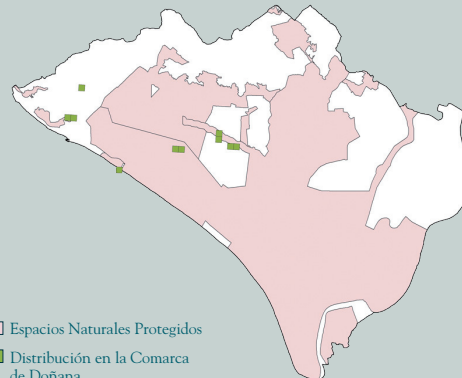 Espacios Naturales Protegidos
Distribución en la Comarca
de Doñana